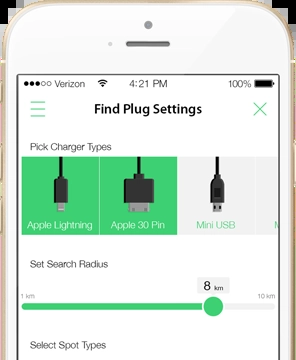 Verizon 4:21 PM 100%
Find Plug Settings
Pick Charger Types
Apple Lightning Apple 30 Pin Mini USB M
Set Search Radius
8 km
1 km 10 km
Select Spot Types